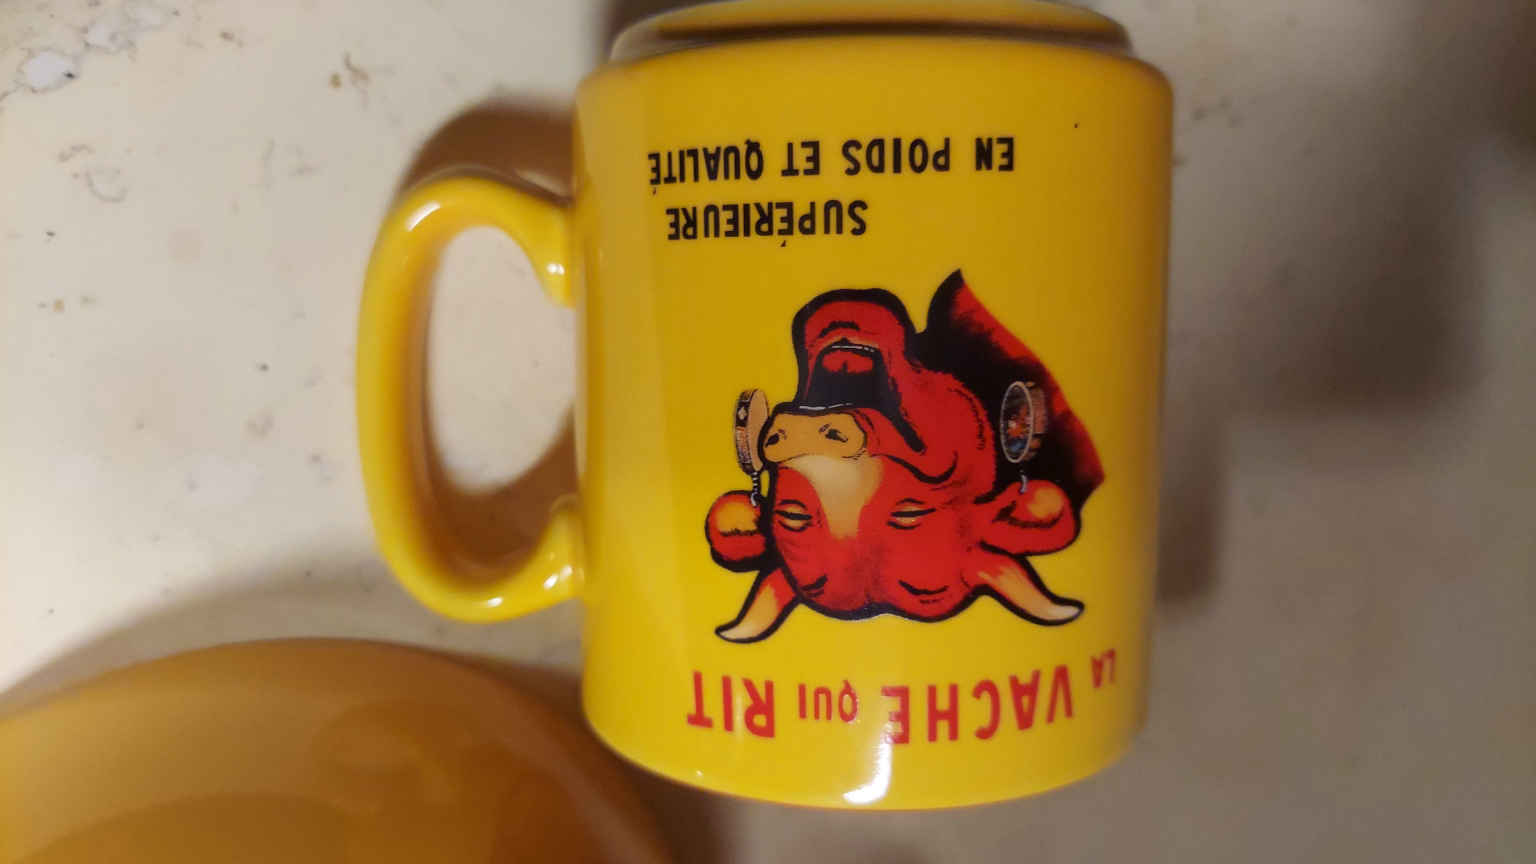 LA VACHE QUI RIT
SUPÉRIEURE
EN POIDS ET QUALITÉ